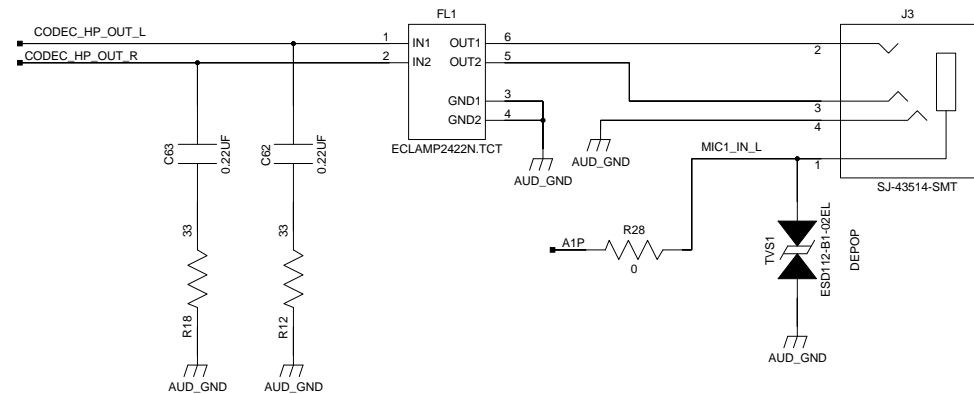 FL1
J3
CODEC_HP_OUT_L
CODEC_HP_OUT_R
1
2
IN1
IN2
OUT1
OUT2
GND1
GND2
6
5
3
4
ECLAMP2422N.TCT
AUD_GND
AUD_GND
2
3
4
1
MIC1_IN_L
SJ-43514-SMT
C63
0.22UF
C62
0.22UF
33
R18
33
R12
AUD_GND
AUD_GND
A1P
R28
0
TVS1
ESD112-B1-02EL
DEPOP
AUD_GND